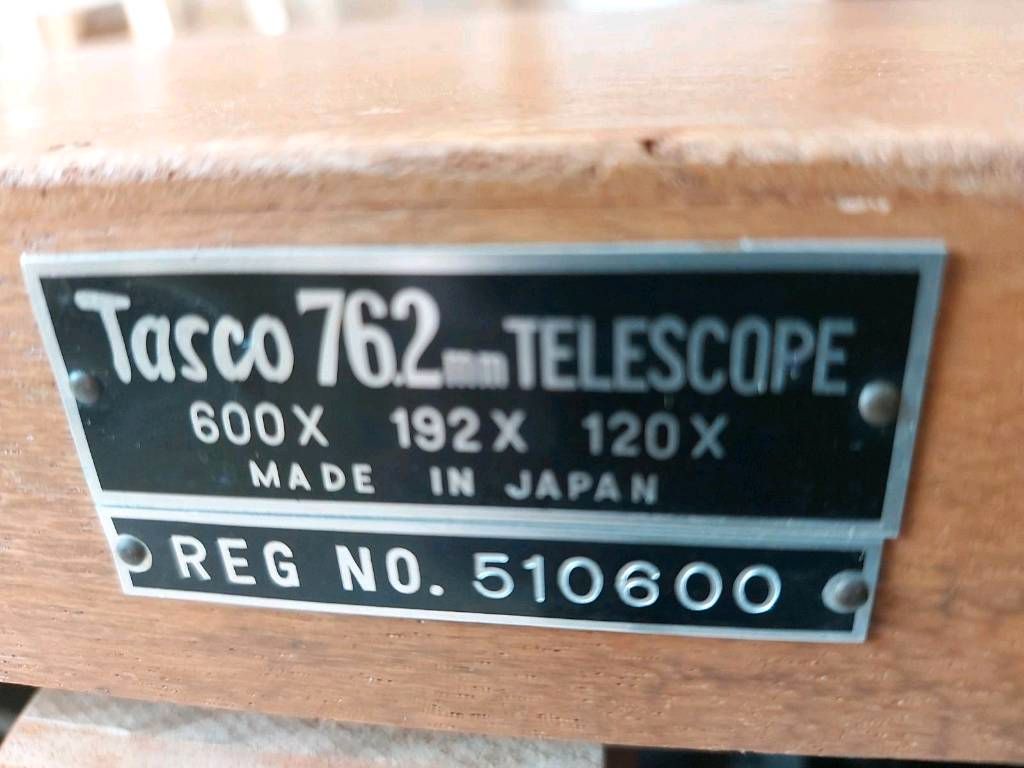 Tasco 76.2mm TELESCOPE
600X 192X 120X
MADE IN JAPAN
REG NO. 510600